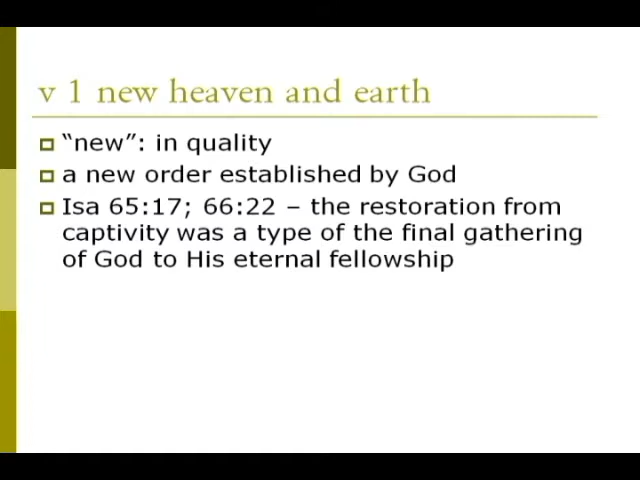 v 1 new heaven and earth
“new”: in quality
a new order established by God
Isa 65:17; 66:22 – the restoration from
captivity was a type of the final gathering
of God to His eternal fellowship